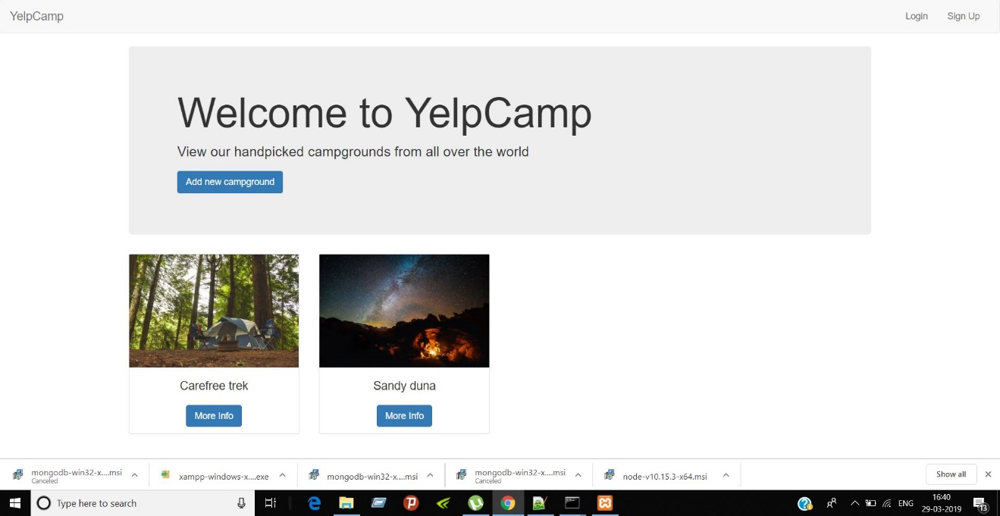 YelpCamp Login Sign Up
Welcome to YelpCamp
View our handpicked campgrounds from all over the world
Add new campground
Carefree trek
Sandy duna
More Info
More Info
mongodb-win32-x....msi
Canceled
xampp-windows-x....exe
mongodb-win32-x....msi
mongodb-win32-x....msi
Canceled
node-v10.15.3-x64.msi
Show all
Type here to search
ENG
16:40
29-03-2019
13